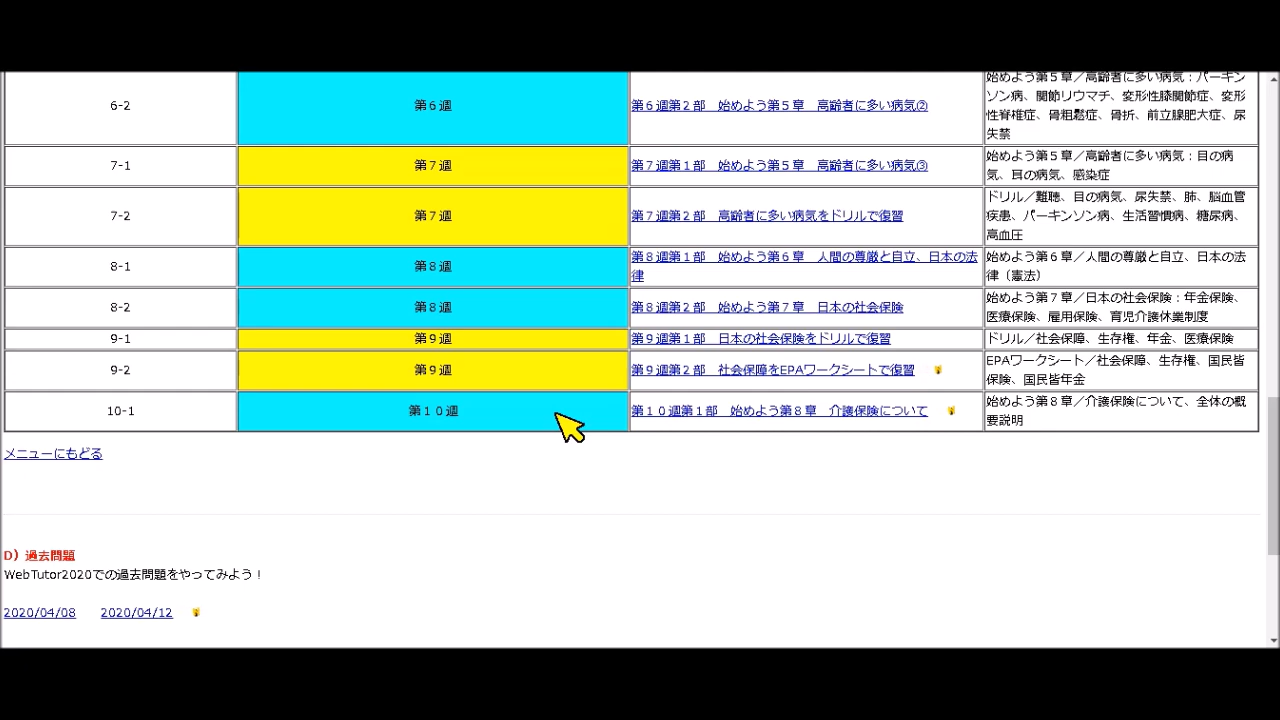 始めよう第５章／高齢者に多い病気：パーキン
6-2
第６週
第６週第２部　始めよう第５章　高齢者に多い病気②
ソン病、関節リウマチ、変形性膝関節症、変形
性脊椎症、骨粗鬆症、骨折、前立腺肥大症、尿
失禁
7-1
第７週
第７週第１部　始めよう第５章　高齢者に多い病気③
始めよう第５章／高齢者に多い病気：目の病
気、耳の病気、感染症
7-2
第７週
第７週第２部　高齢者に多い病気をドリルで復習
ドリル／難聴、目の病気、尿失禁、肺、脳血管
疾患、パーキンソン病、生活習慣病、糖尿病、
高血圧
8-1
第８週
第８週第１部　始めよう第６章　人間の尊厳と自立、日本の法
律
始めよう第６章／人間の尊厳と自立、日本の法
律（憲法）
8-2
第８週
第８週第２部　始めよう第７章　日本の社会保険
始めよう第７章／日本の社会保険：年金保険、
医療保険、雇用保険、育児介護休業制度
9-1
第９週
第９週第１部　日本の社会保険をドリルで復習
ドリル／社会保障、生存権、年金、医療保険
9-2
第９週
第９週第２部　社会保障をEPAワークシートで復習
EPAワークシート／社会保障、生存権、国民皆
保険、国民皆年金
10-1
第１０週
第１０週第１部　始めよう第８章　介護保険について
始めよう第８章／介護保険について、全体の概
要説明
メニューにもどる
D）過去問題
WebTutor2020での過去問題をやってみよう！
2020/04/08　2020/04/12